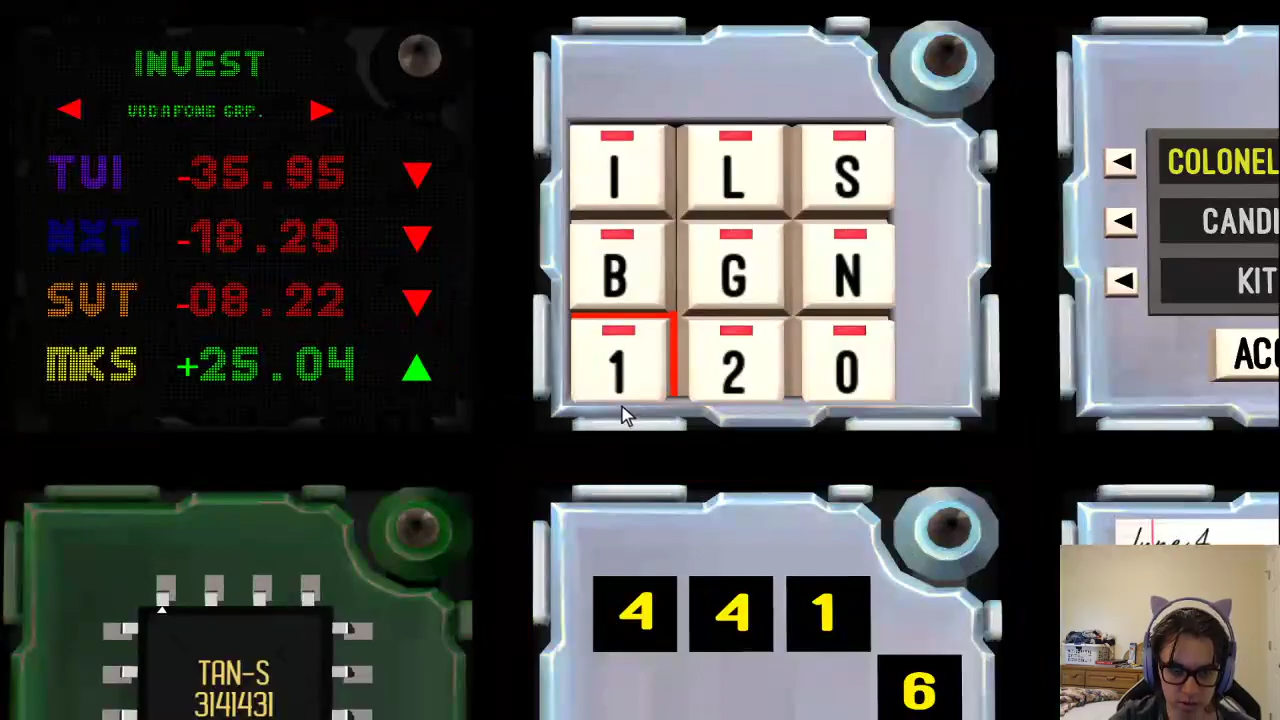 INVEST
VODAFONE GRP.
TUI -35.95
NXT -18.29
SVT -08.22
MKS +25.04
I L S
B G N
1 2 0
COLONEL
CANDL
KIT
ACC
TAN-S
3141431
4 4 1
6